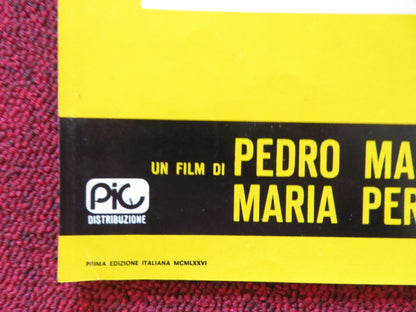 UN FILM DI PEDRO MA
MARIA PER
PIC
DISTRIBUZIONE
PRIMA EDIZIONE ITALIANA MCMLXXVI